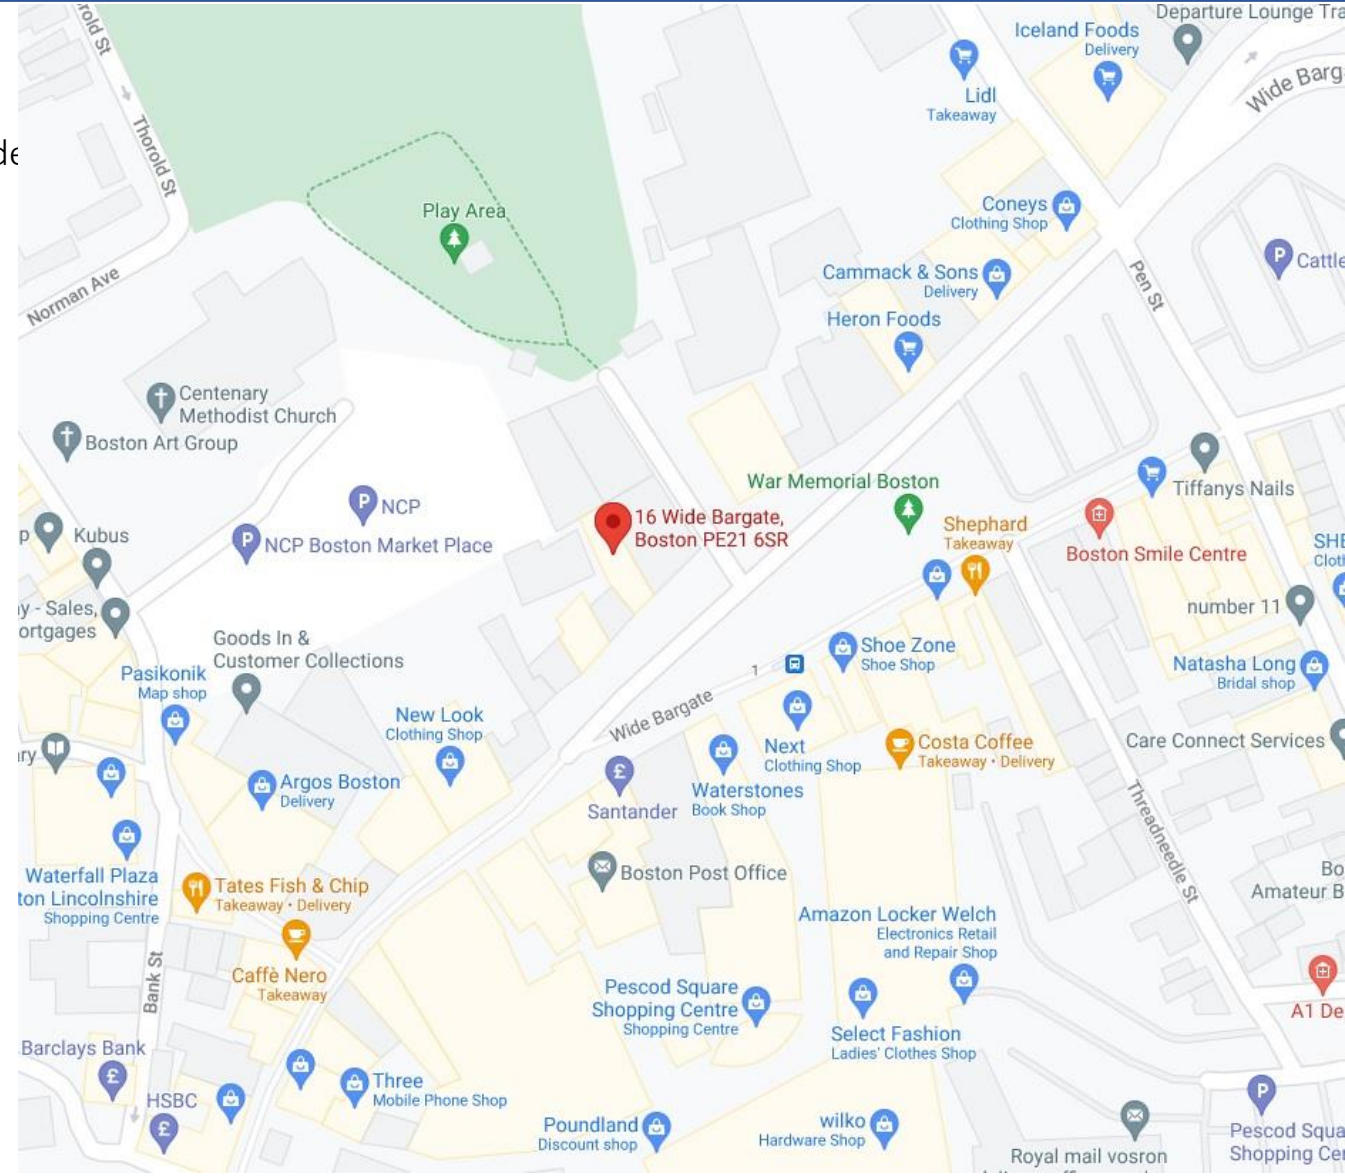 Departure Lounge Tra
Iceland Foods
Delivery
Wide Barg
Lidl
Takeaway
rold St
Thorold St
de
Play Area
Coneys
Clothing Shop
Cammack & Sons
Delivery
Pen St
P Cattle
Norman Ave
Heron Foods
Centenary
Methodist Church
Boston Art Group
War Memorial Boston
Tiffanys Nails
P NCP
16 Wide Bargate,
Boston PE21 6SR
Shephard
Takeaway
Boston Smile Centre
p
Kubus
P NCP Boston Market Place
SHE
Clot
y - Sales,
ortgages
number 11
Goods In &
Customer Collections
Shoe Zone
Shoe Shop
Pasikonik
Map shop
1
Natasha Long
Bridal shop
New Look
Clothing Shop
Wide Bargate
Next
Clothing Shop
Costa Coffee
Takeaway • Delivery
Care Connect Services
ry
Argos Boston
Delivery
£
Santander
Waterstones
Book Shop
Threadneedle St
Waterfall Plaza
ton Lincolnshire
Shopping Centre
Tates Fish & Chip
Takeaway • Delivery
Boston Post Office
Bo
Amateur B
Amazon Locker Welch
Electronics Retail
and Repair Shop
Caffè Nero
Takeaway
Bank St
Pescod Square
Shopping Centre
Shopping Centre
Select Fashion
Ladies' Clothes Shop
A1 De
Barclays Bank
£
HSBC
£
Three
Mobile Phone Shop
Poundland
Discount shop
wilko
Hardware Shop
P
Pescod Squa
Shopping Cer
Royal mail vosron